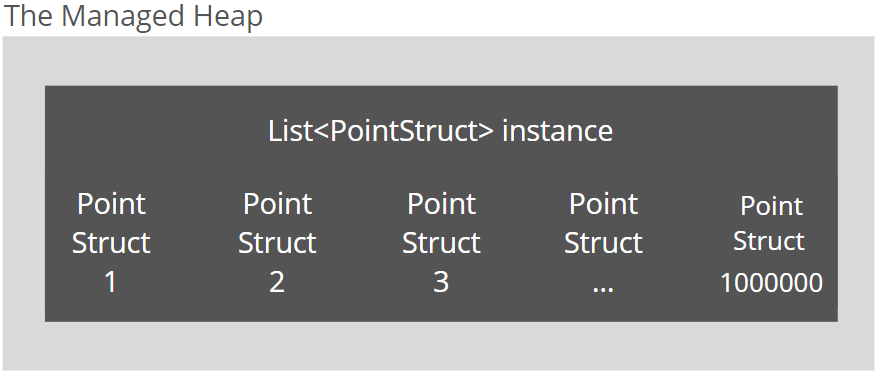 The Managed Heap
List<PointStruct> instance
Point Point Point Point Point
Struct Struct Struct Struct Struct
1 2 3 ... 1000000